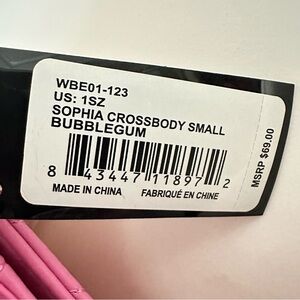 WBE01-123
US: 1SZ
SOPHIA CROSSBODY SMALL
BUBBLEGUM
8 43447 11897 2
MADE IN CHINA FABRIQUÉ EN CHINE
MSRP $69.00